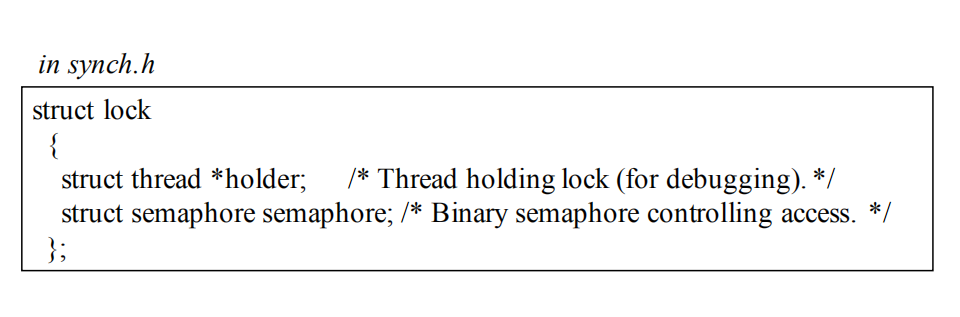 in synch.h
struct lock
{
struct thread *holder; /* Thread holding lock (for debugging). */
struct semaphore semaphore; /* Binary semaphore controlling access. */
};